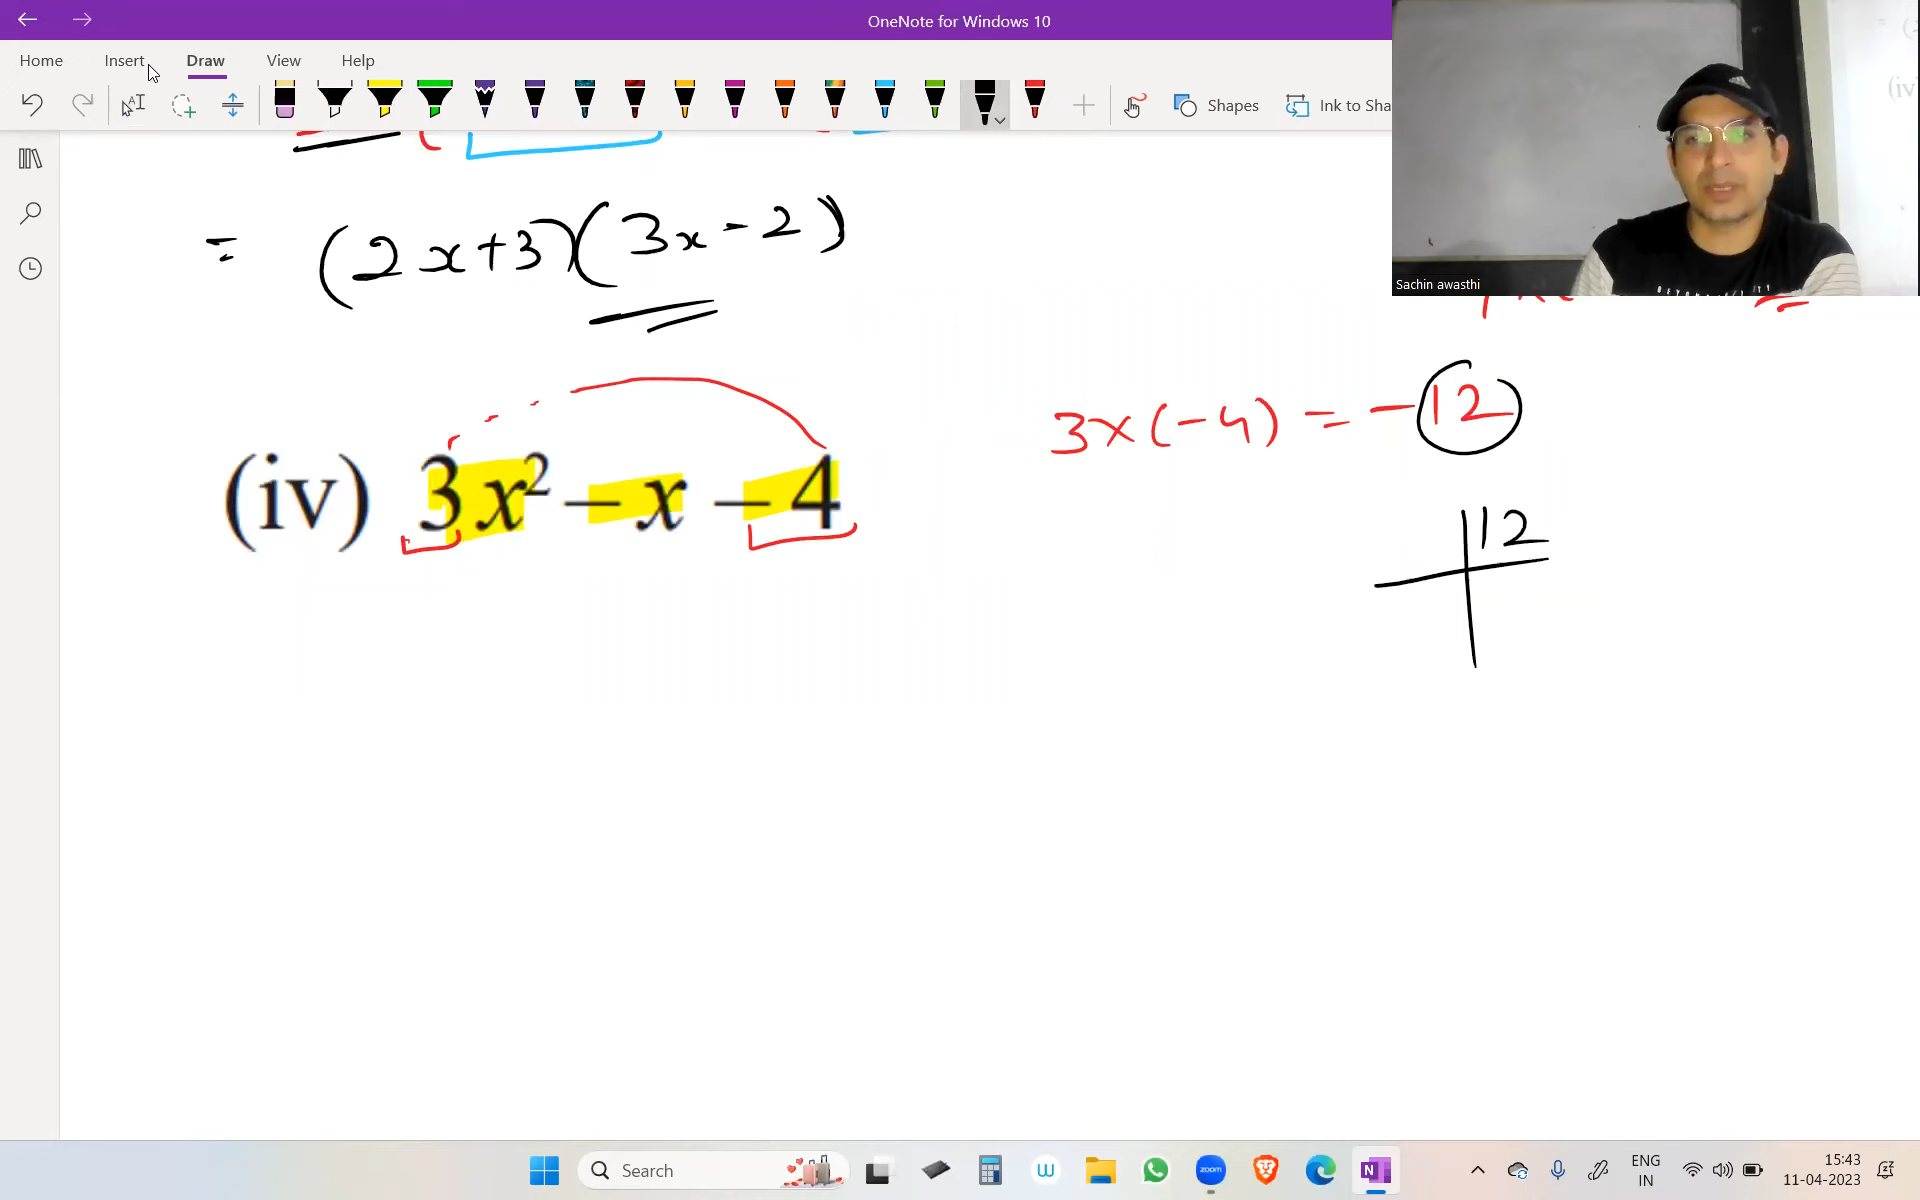 OneNote for Windows 10
Home Insert Draw View Help
Shapes Ink to Sha
Sachin awasthi
= (2x+3)(3x-2)
3x(-4) = -12
(iv) 3x² – x – 4
12
Search
zoom
ENG
IN
15:43
11-04-2023